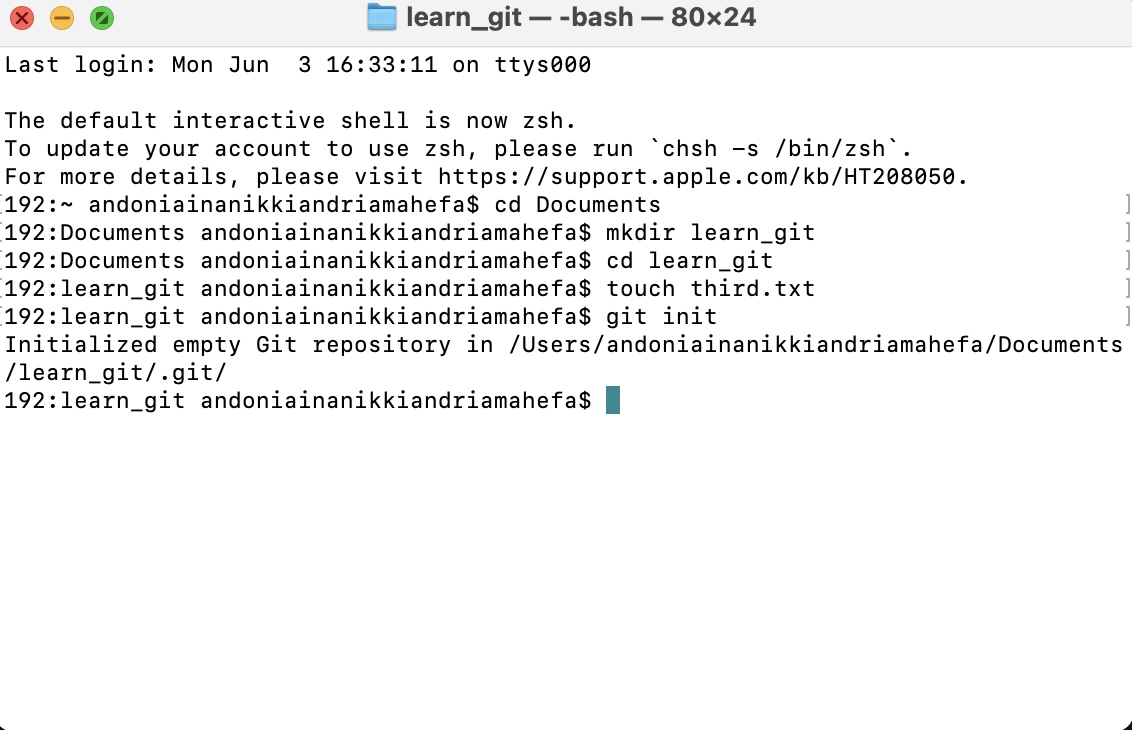 learn_git — -bash — 80×24
Last login: Mon Jun  3 16:33:11 on ttys000
The default interactive shell is now zsh.
To update your account to use zsh, please run `chsh -s /bin/zsh`.
For more details, please visit https://support.apple.com/kb/HT208050.
[192:~ andoniainanikkiandriamahefa$ cd Documents ]
[192:Documents andoniainanikkiandriamahefa$ mkdir learn_git ]
[192:Documents andoniainanikkiandriamahefa$ cd learn_git ]
[192:learn_git andoniainanikkiandriamahefa$ touch third.txt ]
[192:learn_git andoniainanikkiandriamahefa$ git init ]
Initialized empty Git repository in /Users/andoniainanikkiandriamahefa/Documents
/learn_git/.git/
192:learn_git andoniainanikkiandriamahefa$